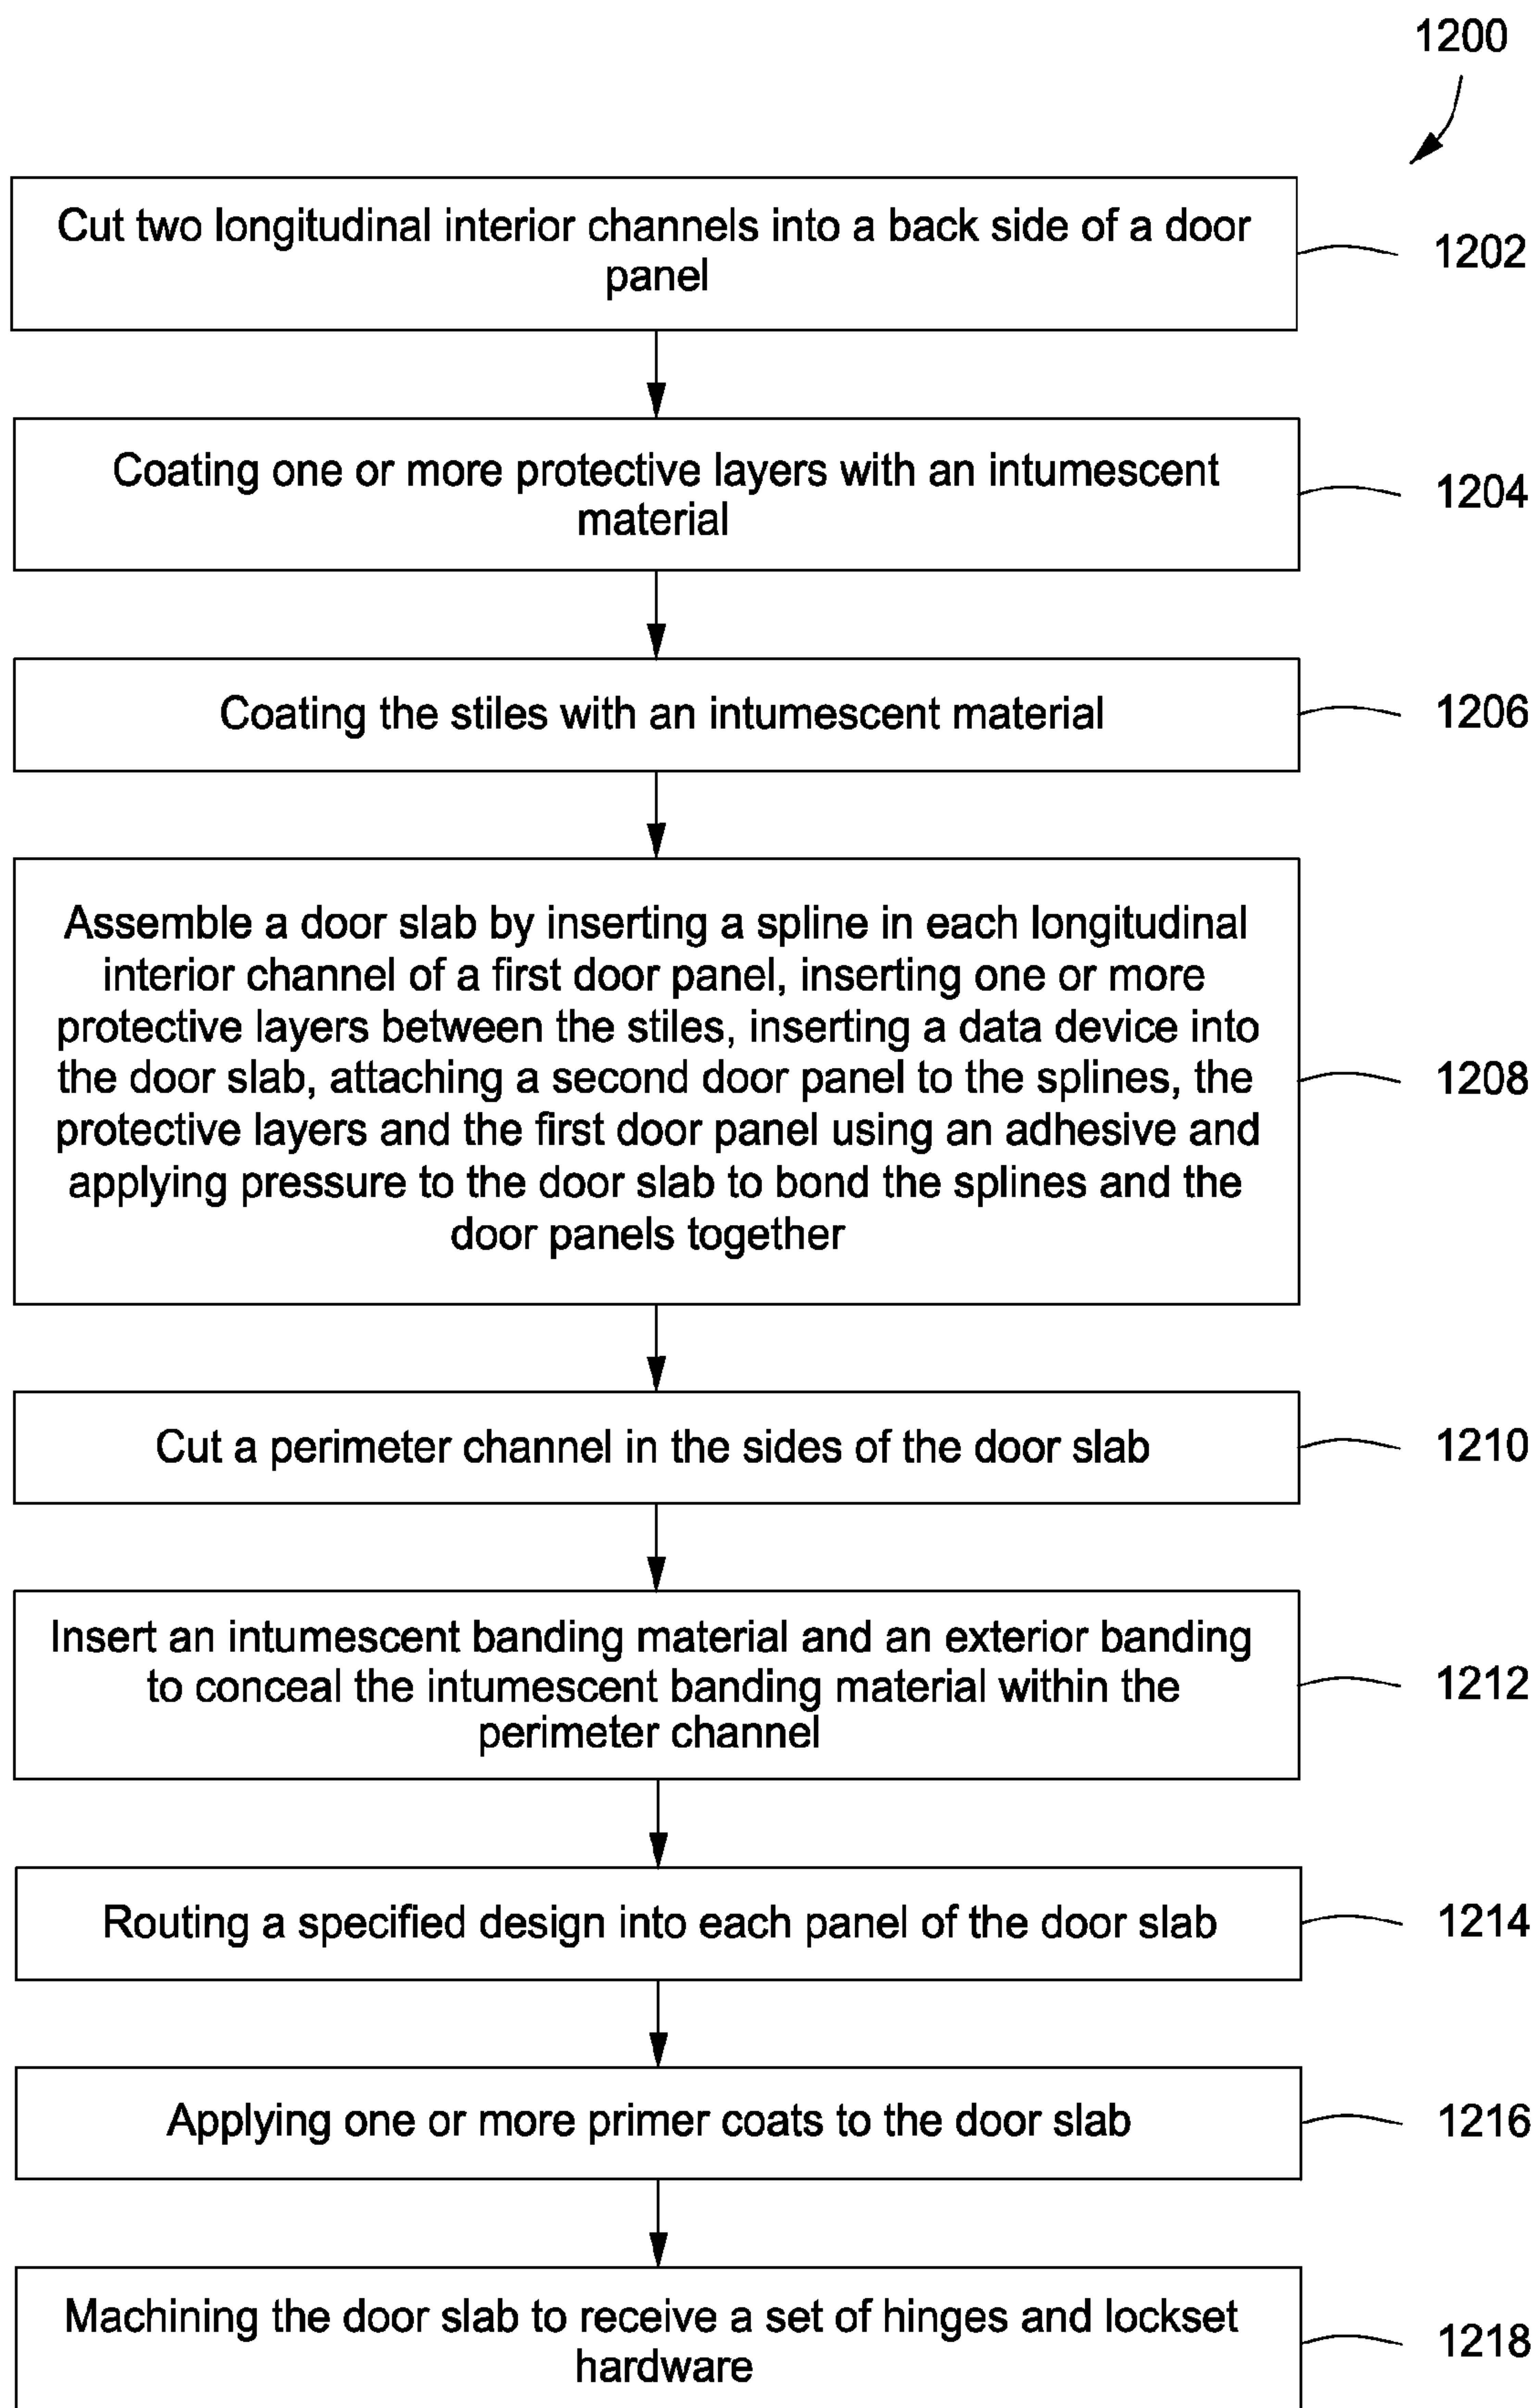 1200
Cut two longitudinal interior channels into a back side of a door
panel
1202
Coating one or more protective layers with an intumescent
material
1204
Coating the stiles with an intumescent material
1206
Assemble a door slab by inserting a spline in each longitudinal
interior channel of a first door panel, inserting one or more
protective layers between the stiles, inserting a data device into
the door slab, attaching a second door panel to the splines, the
protective layers and the first door panel using an adhesive and
applying pressure to the door slab to bond the splines and the
door panels together
1208
Cut a perimeter channel in the sides of the door slab
1210
Insert an intumescent banding material and an exterior banding
to conceal the intumescent banding material within the
perimeter channel
1212
Routing a specified design into each panel of the door slab
1214
Applying one or more primer coats to the door slab
1216
Machining the door slab to receive a set of hinges and lockset
hardware
1218